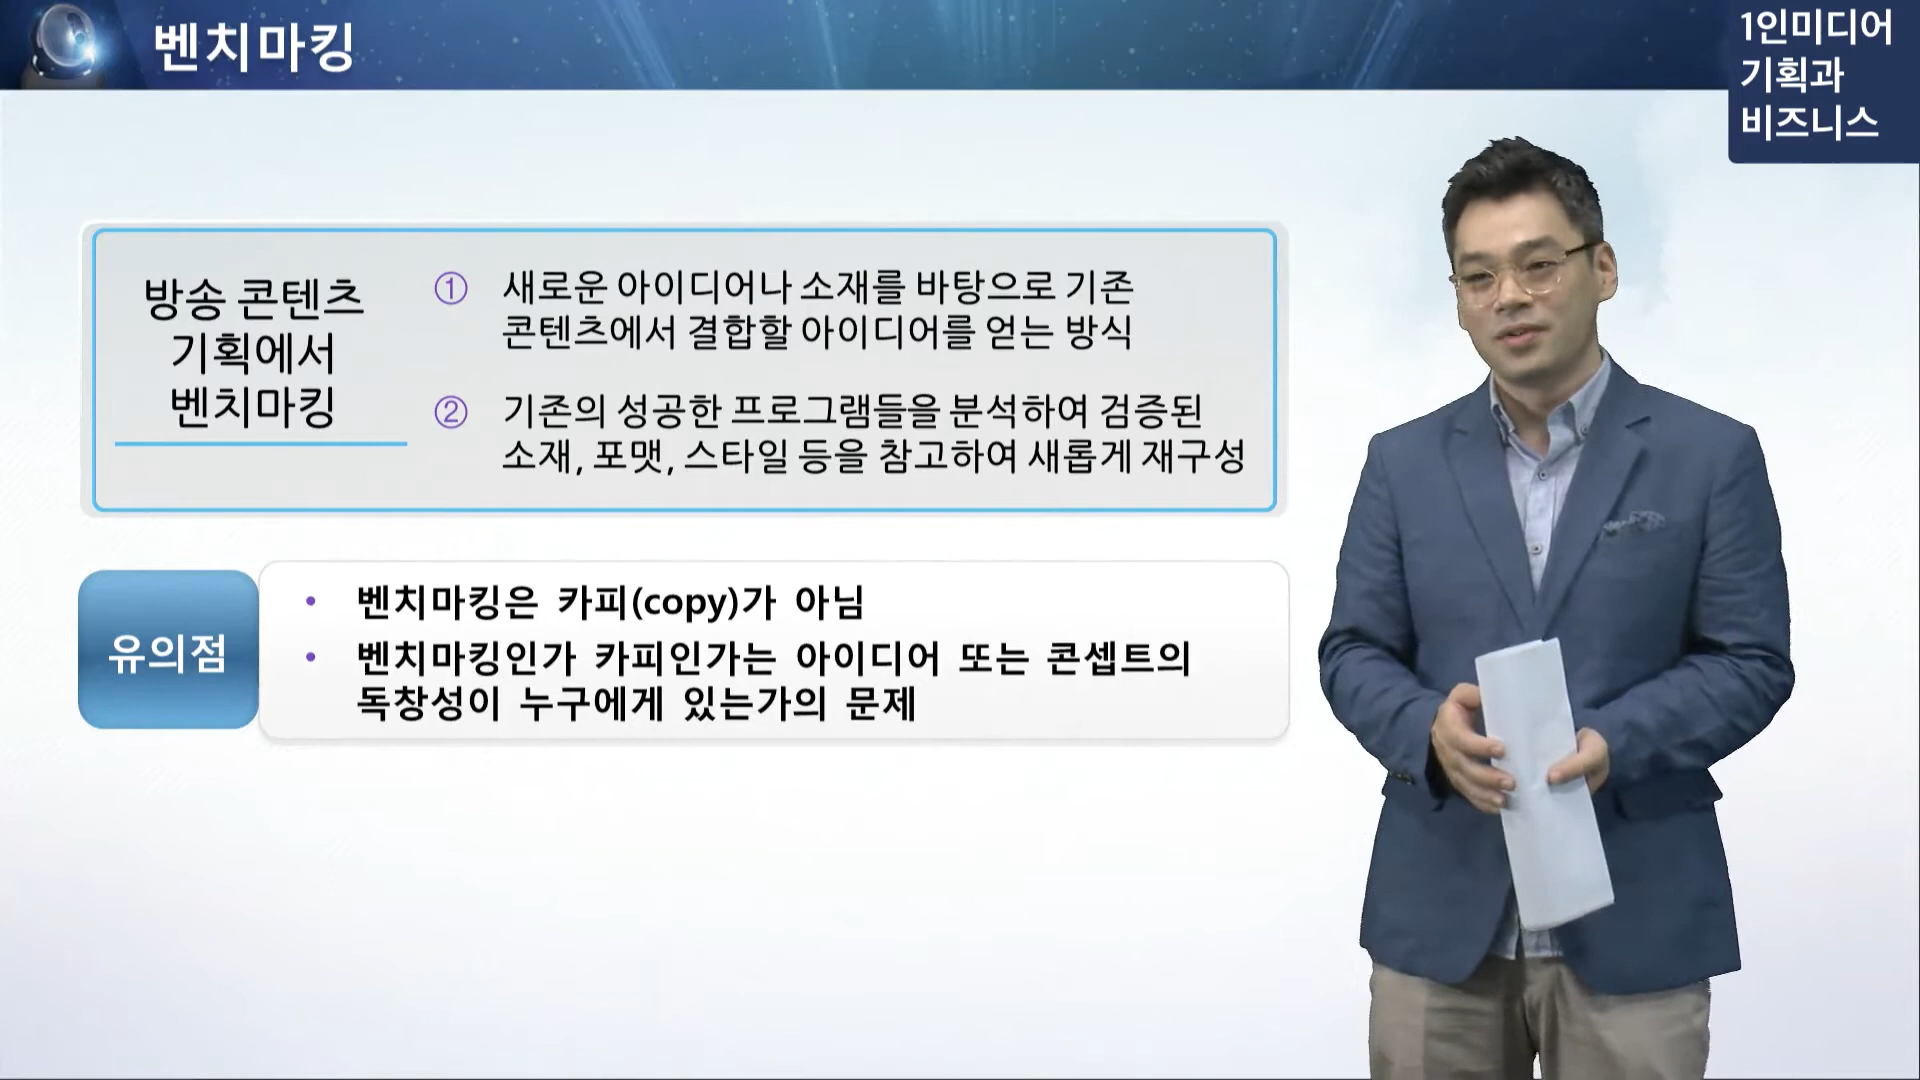 벤치마킹
1인미디어
기획과
비즈니스
방송 콘텐츠
기획에서
벤치마킹
① 새로운 아이디어나 소재를 바탕으로 기존
콘텐츠에서 결합할 아이디어를 얻는 방식
② 기존의 성공한 프로그램들을 분석하여 검증된
소재, 포맷, 스타일 등을 참고하여 새롭게 재구성
유의점
• 벤치마킹은 카피(copy)가 아님
• 벤치마킹인가 카피인가는 아이디어 또는 콘셉트의
독창성이 누구에게 있는가의 문제